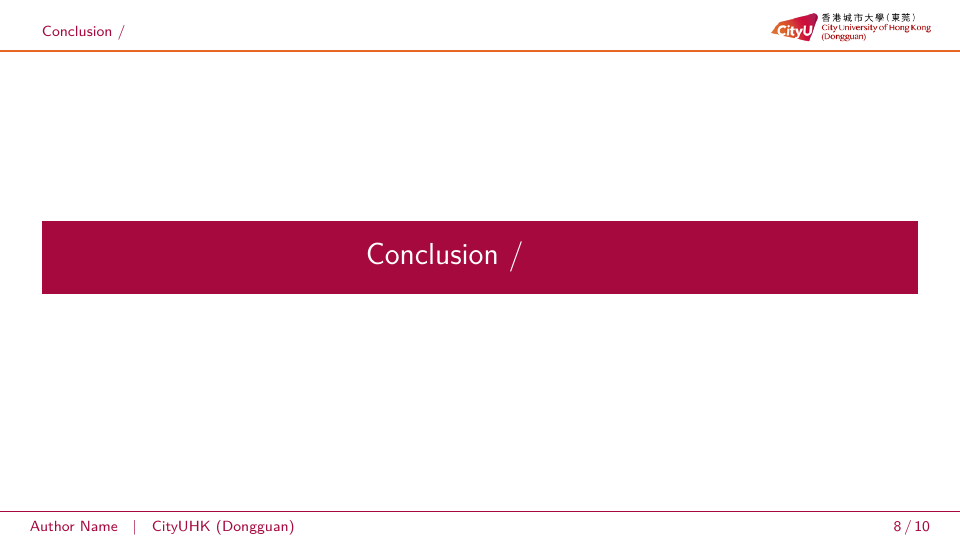 Conclusion /
香港城市大學(東莞)
CityU
City University of Hong Kong
(Dongguan)
Conclusion /
Author Name | CityUHK (Dongguan)
8 / 10